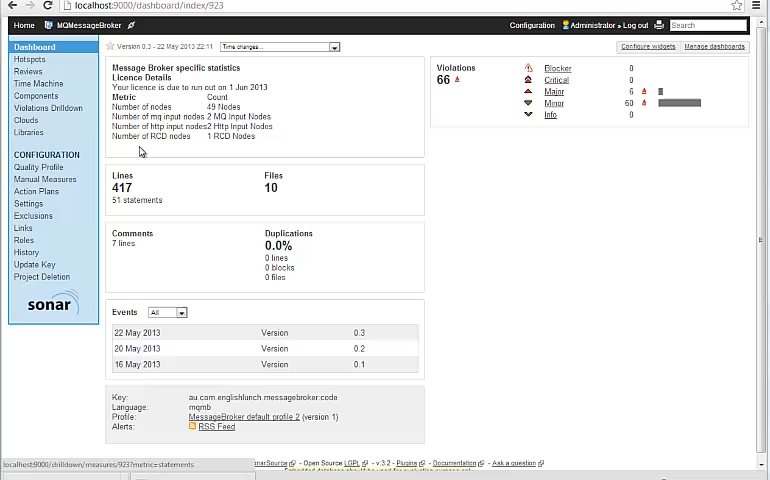 localhost:9000/dashboard/index/923
Home MQMessageBroker Configuration Administrator » Log out Search
Dashboard
Hotspots
Reviews
Time Machine
Components
Violations Drilldown
Clouds
Libraries
CONFIGURATION
Quality Profile
Manual Measures
Action Plans
Settings
Exclusions
Links
Roles
History
Update Key
Project Deletion
sonar
Version 0.3 - 22 May 2013 22:11 Time changes... Configure widgets Manage dashboards
Message Broker specific statistics
Licence Details
Your licence is due to run out on 1 Jun 2013
Metric Count
Number of nodes 49 Nodes
Number of mq input nodes 2 MQ Input Nodes
Number of http input nodes 2 Http Input Nodes
Number of RCD nodes 1 RCD Nodes
Lines
417
51 statements
Files
10
Comments
7 lines
Duplications
0.0%
0 lines
0 blocks
0 files
Events All
22 May 2013 Version 0.3
20 May 2013 Version 0.2
16 May 2013 Version 0.1
Key: au.com.englishlunch.messagebroker.code
Language: mqmb
Profile: MessageBroker default profile 2 (version 1)
Alerts: RSS Feed
Violations
66
Blocker 0
Critical 0
Major 6
Minor 60
Info 0
localhost:9000/drilldown/measures/923?metric=statements
narSource - Open Source LGPL - v.3.2 - Plugins - Documentation - Ask a question